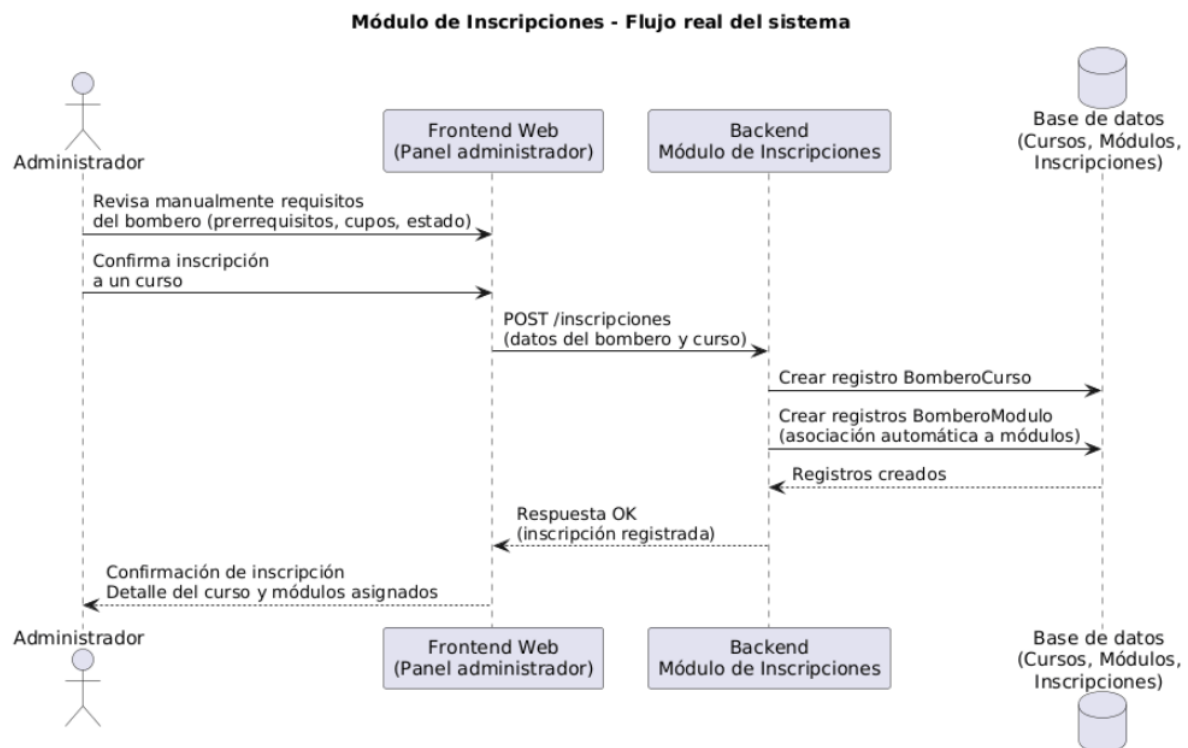 Módulo de Inscripciones - Flujo real del sistema
Administrador
Frontend Web
(Panel administrador)
Backend
Módulo de Inscripciones
Base de datos
(Cursos, Módulos,
Inscripciones)
Revisa manualmente requisitos
del bombero (prerrequisitos, cupos, estado)
Confirma inscripción
a un curso
POST /inscripciones
(datos del bombero y curso)
Crear registro BomberoCurso
Crear registros BomberoModulo
(asociación automática a módulos)
Registros creados
Respuesta OK
(inscripción registrada)
Confirmación de inscripción
Detalle del curso y módulos asignados
Administrador
Frontend Web
(Panel administrador)
Backend
Módulo de Inscripciones
Base de datos
(Cursos, Módulos,
Inscripciones)